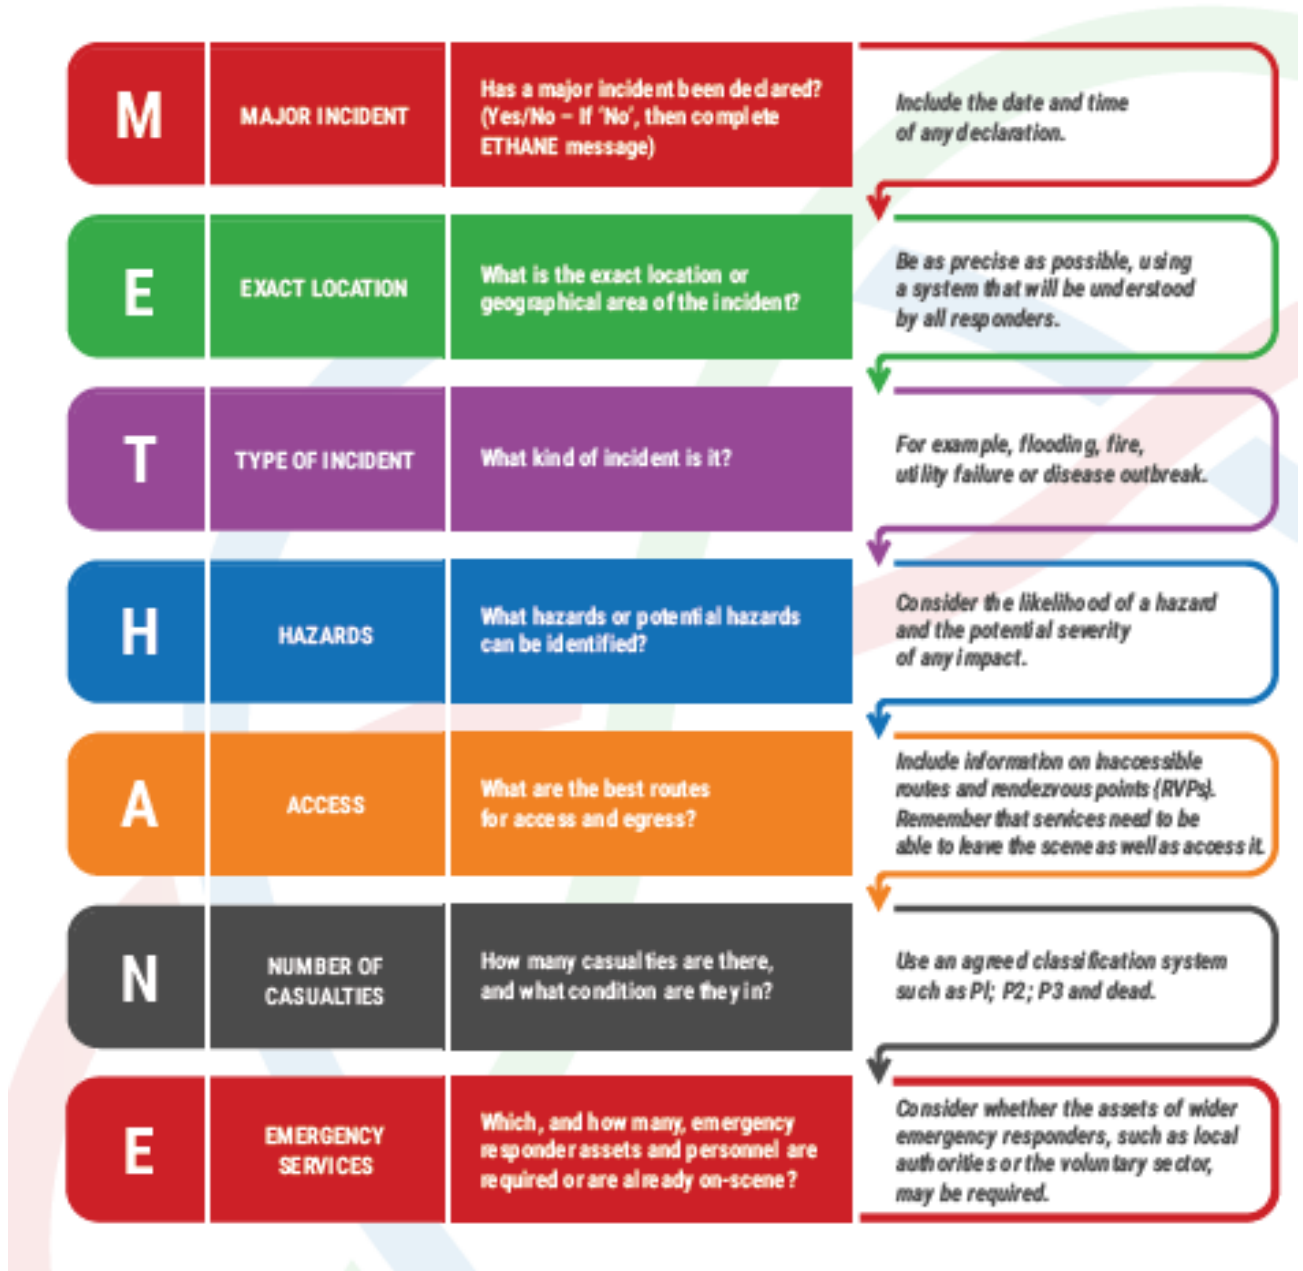 M
MAJOR INCIDENT
Has a major incident been declared?
(Yes/No – If ‘No’, then complete
ETHANE message)
Include the date and time
of any declaration.
E
EXACT LOCATION
What is the exact location or
geographical area of the incident?
Be as precise as possible, using
a system that will be understood
by all responders.
T
TYPE OF INCIDENT
What kind of incident is it?
For example, flooding, fire,
utility failure or disease outbreak.
H
HAZARDS
What hazards or potential hazards
can be identified?
Consider the likelihood of a hazard
and the potential severity
of any impact.
A
ACCESS
What are the best routes
for access and egress?
Include information on inaccessible
routes and rendezvous points (RVPs).
Remember that services need to be
able to leave the scene as well as access it.
N
NUMBER OF
CASUALTIES
How many casualties are there,
and what condition are they in?
Use an agreed classification system
such as P1; P2; P3 and dead.
E
EMERGENCY
SERVICES
Which, and how many, emergency
responder assets and personnel are
required or are already on-scene?
Consider whether the assets of wider
emergency responders, such as local
authorities or the voluntary sector,
may be required.